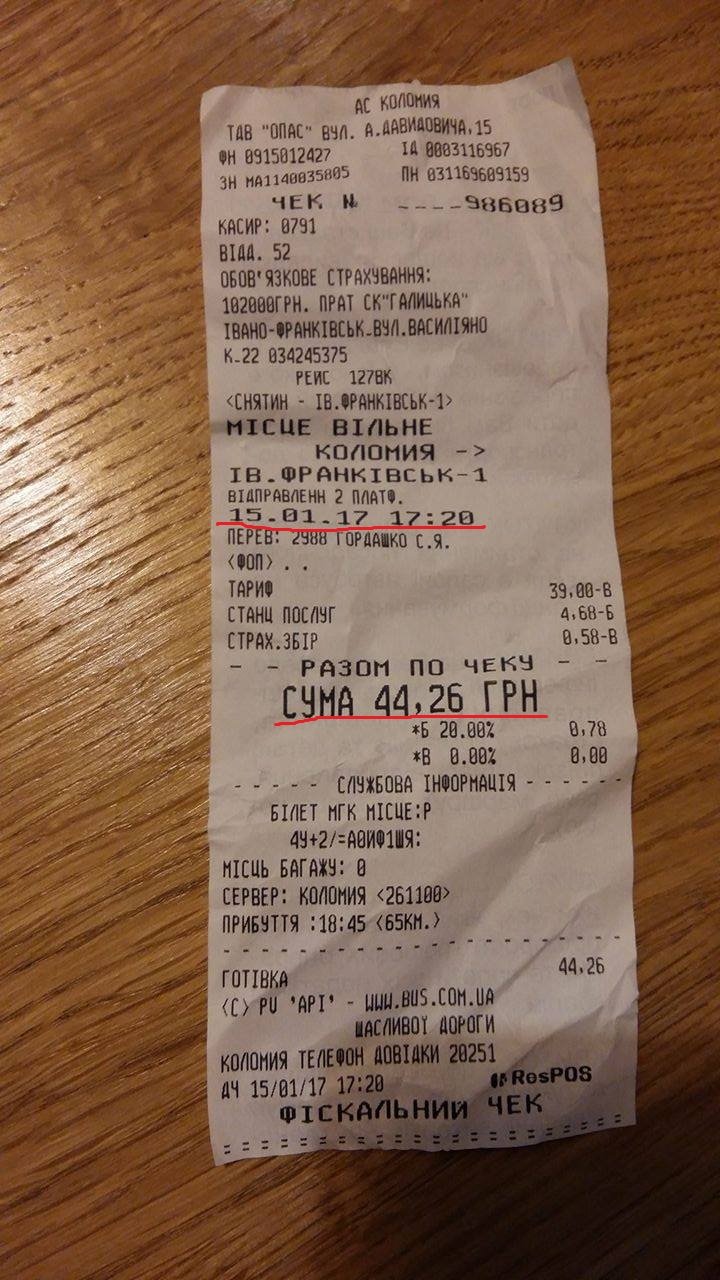 АС КОЛОМИЯ
ТДВ "ОПАС" ВУЛ. А.ДАВИДОВИЧА,15
ФН 0915012427 ІД 0003116967
ЗН МА1140035805 ПН 031169609159
ЧЕК № ____986089
КАСИР: 0791
ВІДД. 52
ОБОВ'ЯЗКОВЕ СТРАХУВАННЯ:
102000ГРН. ПРАТ СК"ГАЛИЦЬКА"
ІВАНО-ФРАНКІВСЬК.ВУЛ.ВАСИЛІЯНО
К.22 034245375
РЕИС 127ВК
<СНЯТИН - ІВ.ФРАНКІВСЬК-1>
МІСЦЕ ВІЛЬНЕ
КОЛОМИЯ ->
ІВ.ФРАНКІВСЬК-1
ВІДПРАВЛЕНН 2 ПЛАТФ.
15.01.17 17:20
ПЕРЕВ: 2988 ГОРДАШКО С.Я.
<ФОП> . .
ТАРИФ 39,00-В
СТАНЦ ПОСЛУГ 4,68-Б
СТРАХ.ЗБІР 0,58-В
- - РАЗОМ ПО ЧЕКУ - -
СУМА 44,26 ГРН
*Б 20.00% 0,78
*В 0.00% 0,00
- - - - - СЛУЖБОВА ІНФОРМАЦІЯ - - - - -
БІЛЕТ МГК МІСЦЕ:Р
4У+2/=А0ИФ1ШЯ:
МІСЦЬ БАГАЖУ: 0
СЕРВЕР: КОЛОМИЯ <261100>
ПРИБУТТЯ :18:45 <65КМ.>
ГОТІВКА 44,26
<C> PU 'АРІ' - WWW.BUS.COM.UA
ЩАСЛИВОЇ ДОРОГИ
КОЛОМИЯ ТЕЛЕФОН ДОВІДКИ 20251
ДЧ 15/01/17 17:20 ResPOS
ФІСКАЛЬНИЙ ЧЕК